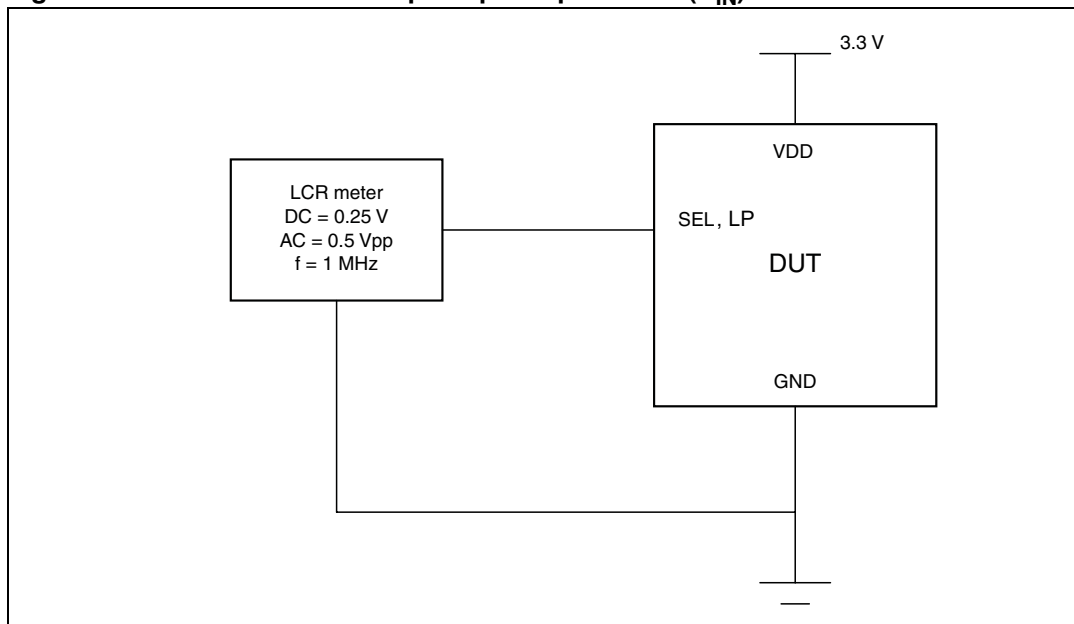 3.3 V
VDD
LCR meter
DC = 0.25 V
AC = 0.5 Vpp
f = 1 MHz
SEL, LP
DUT
GND